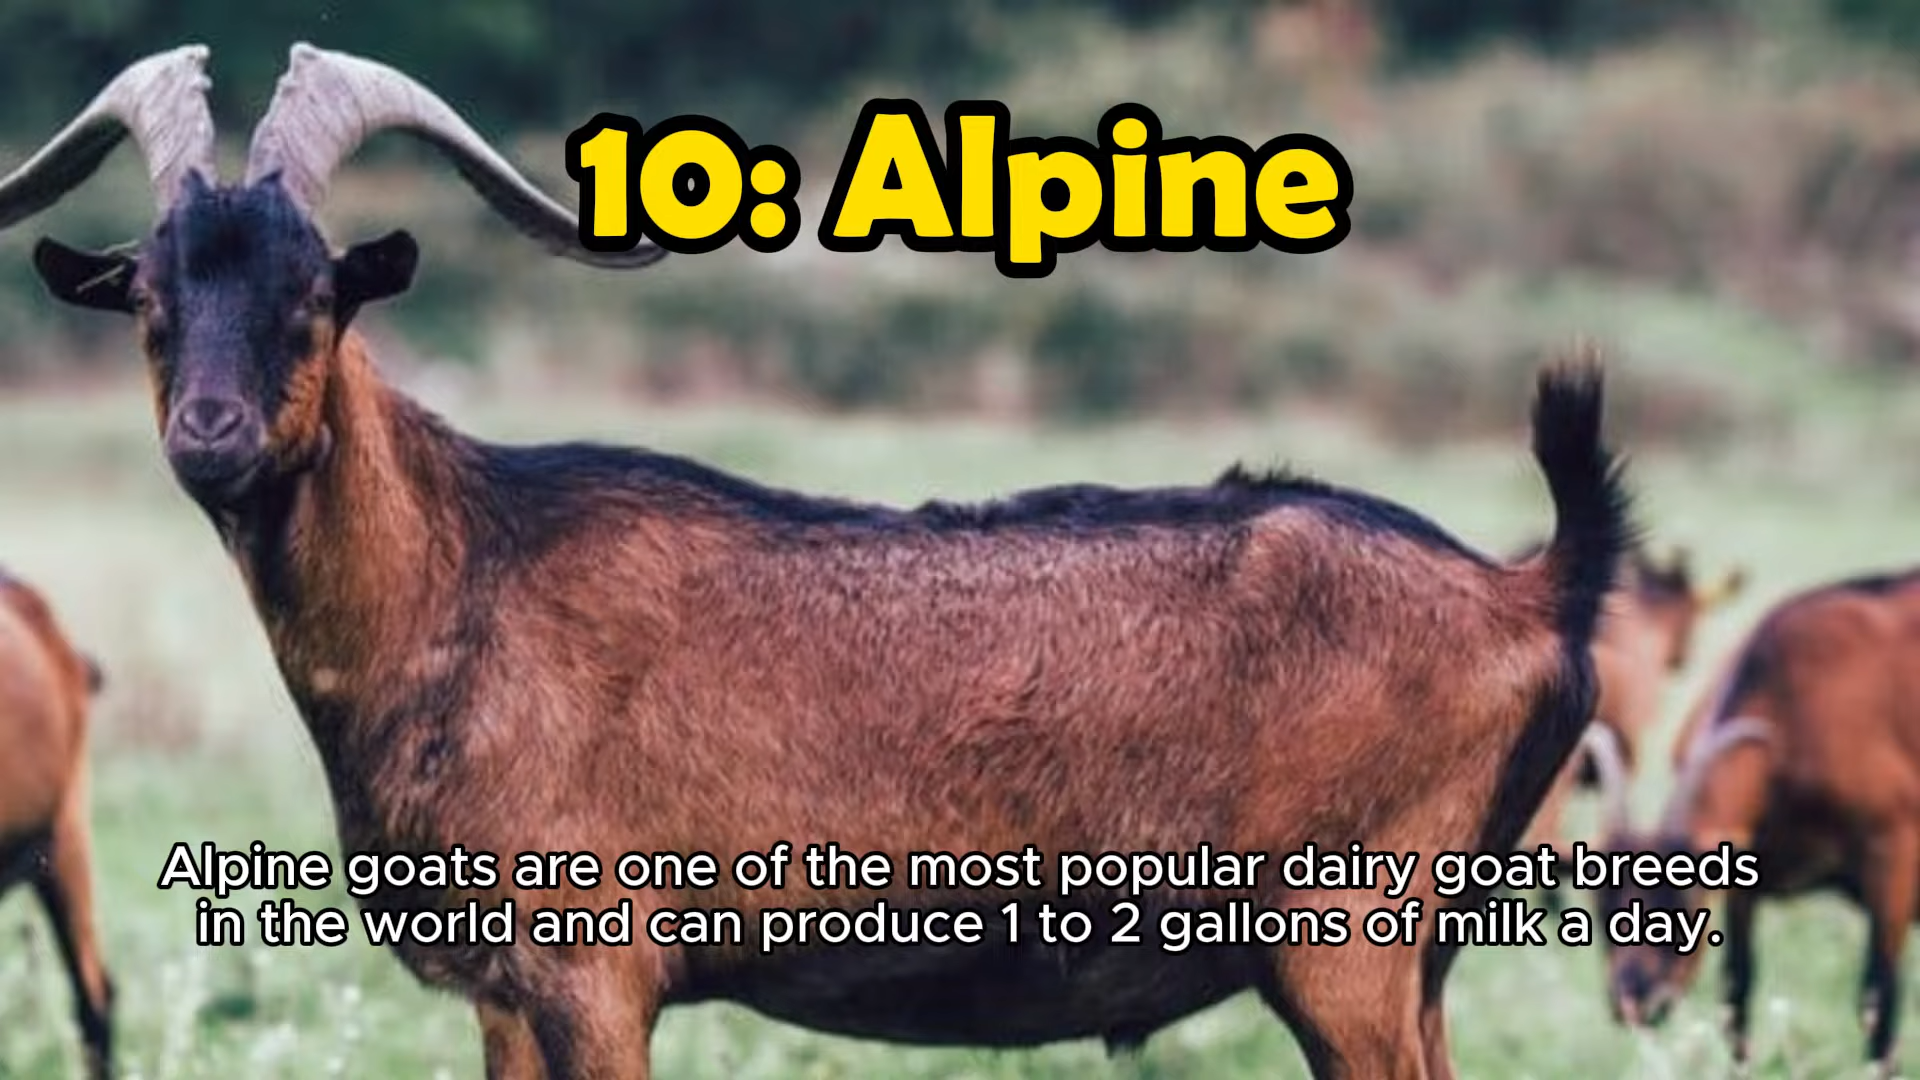 10: Alpine
Alpine goats are one of the most popular dairy goat breeds
in the world and can produce 1 to 2 gallons of milk a day.